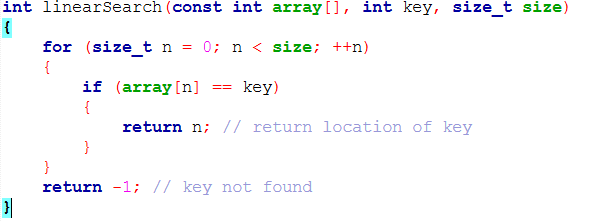 int linearSearch(const int array[], int key, size_t size)
{
    for (size_t n = 0; n < size; ++n)
    {
        if (array[n] == key)
        {
            return n; // return location of key
        }
    }
    return -1; // key not found
}